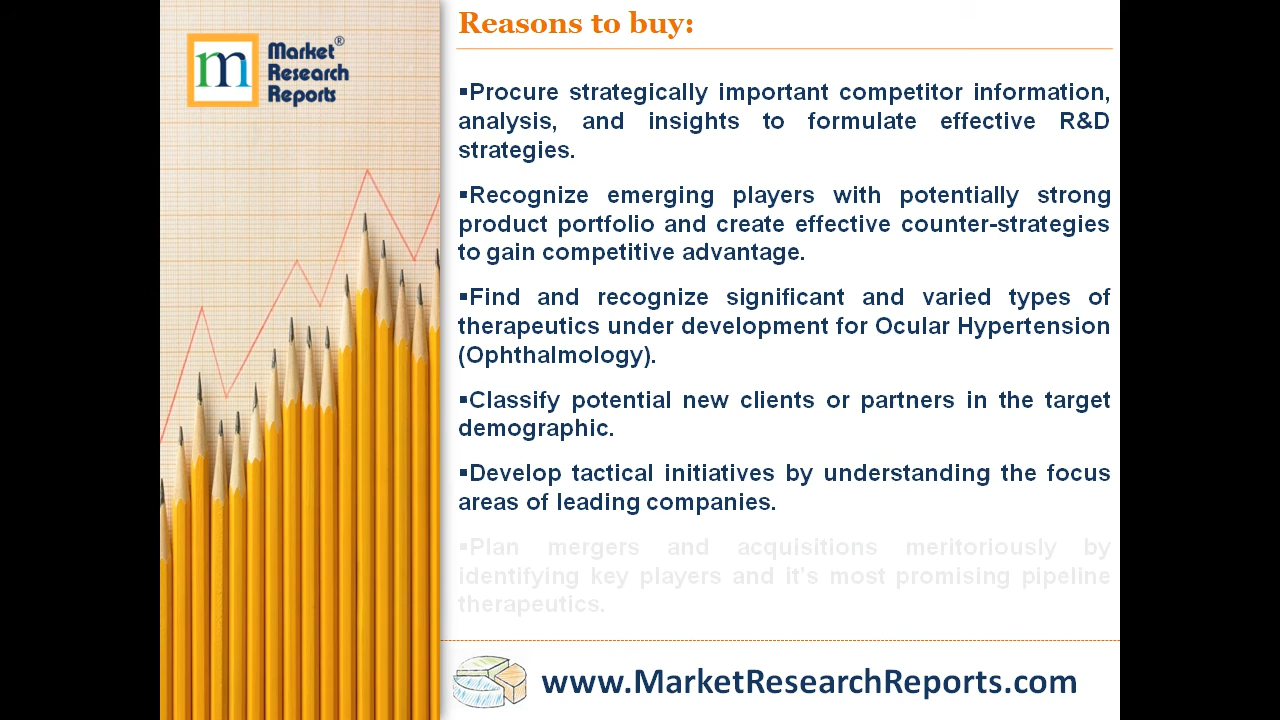 Reasons to buy:
m
Market®
Research
Reports
▪Procure strategically important competitor information,
analysis, and insights to formulate effective R&D
strategies.
▪Recognize emerging players with potentially strong
product portfolio and create effective counter-strategies
to gain competitive advantage.
▪Find and recognize significant and varied types of
therapeutics under development for Ocular Hypertension
(Ophthalmology).
▪Classify potential new clients or partners in the target
demographic.
▪Develop tactical initiatives by understanding the focus
areas of leading companies.
▪Plan mergers and acquisitions meritoriously by
identifying key players and it's most promising pipeline
therapeutics.
www.MarketResearchReports.com